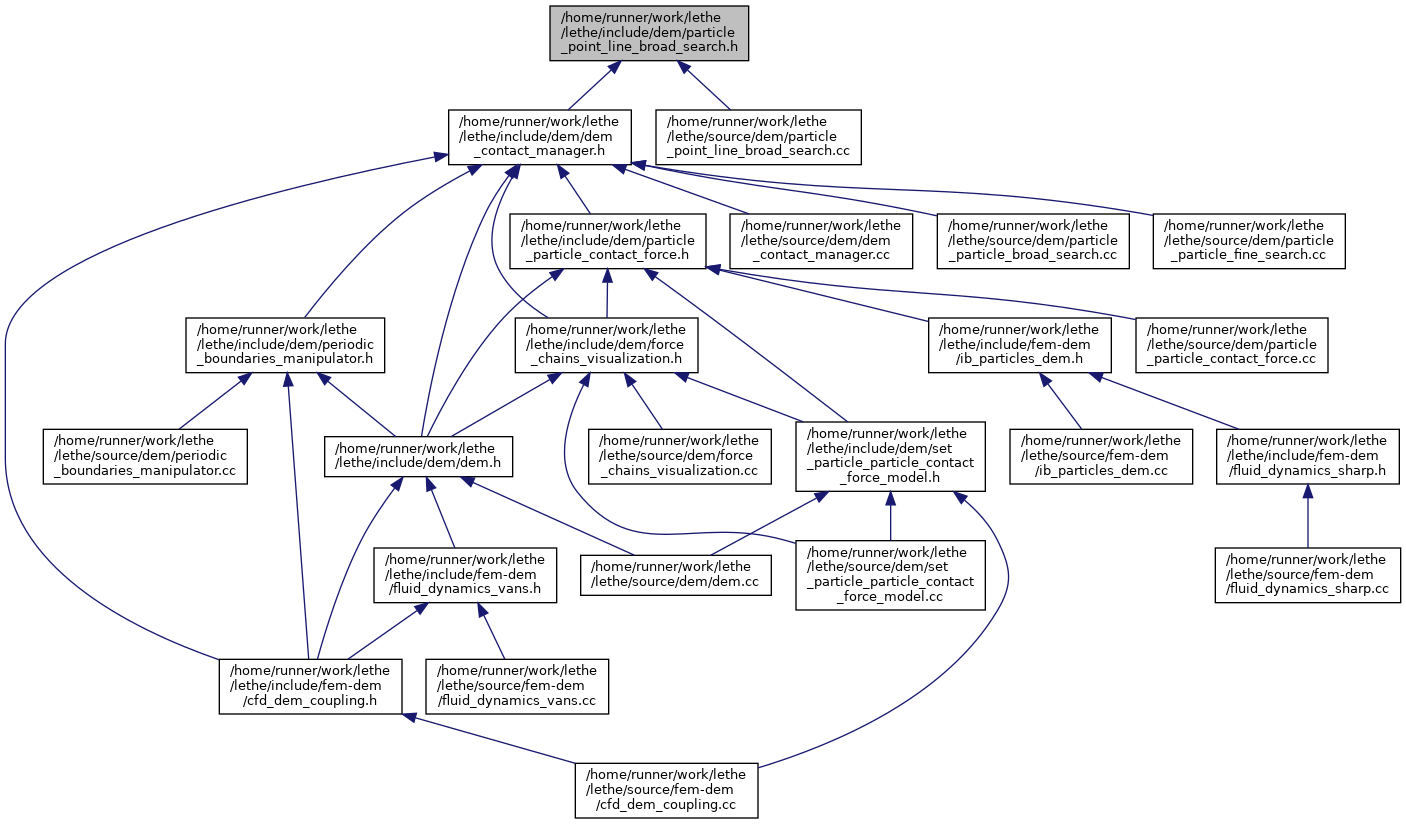 /home/runner/work/lethe
/lethe/include/dem/particle
_point_line_broad_search.h
/home/runner/work/lethe
/lethe/include/dem/dem
_contact_manager.h
/home/runner/work/lethe
/lethe/source/dem/particle
_point_line_broad_search.cc
/home/runner/work/lethe
/lethe/include/dem/particle
_particle_contact_force.h
/home/runner/work/lethe
/lethe/source/dem/dem
_contact_manager.cc
/home/runner/work/lethe
/lethe/source/dem/particle
_particle_broad_search.cc
/home/runner/work/lethe
/lethe/source/dem/particle
_particle_fine_search.cc
/home/runner/work/lethe
/lethe/include/dem/periodic
_boundaries_manipulator.h
/home/runner/work/lethe
/lethe/include/dem/force
_chains_visualization.h
/home/runner/work/lethe
/lethe/include/fem-dem
/ib_particles_dem.h
/home/runner/work/lethe
/lethe/source/dem/particle
_particle_contact_force.cc
/home/runner/work/lethe
/lethe/source/dem/periodic
_boundaries_manipulator.cc
/home/runner/work/lethe
/lethe/include/dem/dem.h
/home/runner/work/lethe
/lethe/source/dem/force
_chains_visualization.cc
/home/runner/work/lethe
/lethe/include/dem/set
_particle_particle_contact
_force_model.h
/home/runner/work/lethe
/lethe/source/fem-dem
/ib_particles_dem.cc
/home/runner/work/lethe
/lethe/include/fem-dem
/fluid_dynamics_sharp.h
/home/runner/work/lethe
/lethe/include/fem-dem
/fluid_dynamics_vans.h
/home/runner/work/lethe
/lethe/source/dem/dem.cc
/home/runner/work/lethe
/lethe/source/dem/set
_particle_particle_contact
_force_model.cc
/home/runner/work/lethe
/lethe/source/fem-dem
/fluid_dynamics_sharp.cc
/home/runner/work/lethe
/lethe/include/fem-dem
/cfd_dem_coupling.h
/home/runner/work/lethe
/lethe/source/fem-dem
/fluid_dynamics_vans.cc
/home/runner/work/lethe
/lethe/source/fem-dem
/cfd_dem_coupling.cc